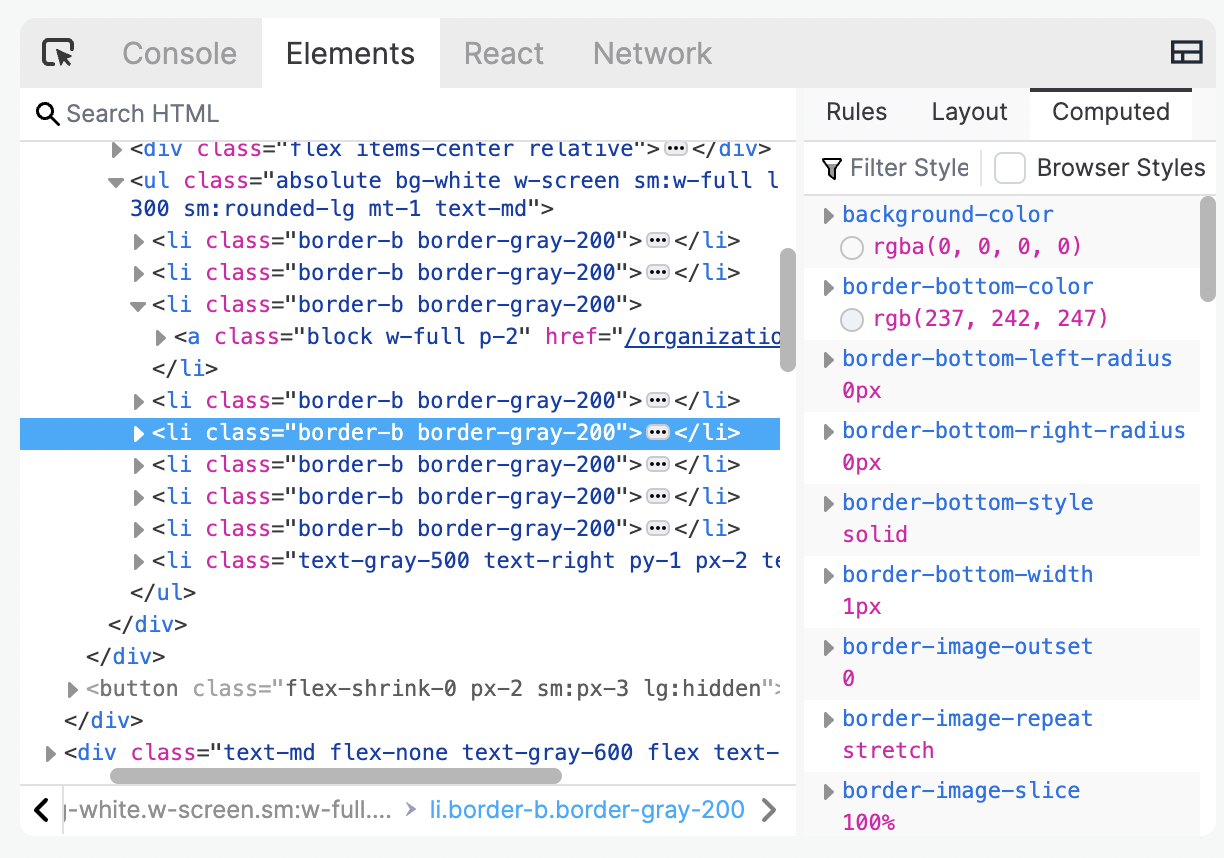 Console Elements React Network
Search HTML
<div class="flex items-center relative"></div>
<ul class="absolute bg-white w-screen sm:w-full l
300 sm:rounded-lg mt-1 text-md">
<li class="border-b border-gray-200"></li>
<li class="border-b border-gray-200"></li>
<li class="border-b border-gray-200">
<a class="block w-full p-2" href="/organizatio
</li>
<li class="border-b border-gray-200"></li>
<li class="border-b border-gray-200"></li>
<li class="border-b border-gray-200"></li>
<li class="border-b border-gray-200"></li>
<li class="border-b border-gray-200"></li>
<li class="text-gray-500 text-right py-1 px-2 te
</ul>
</div>
</div>
<button class="flex-shrink-0 px-2 sm:px-3 lg:hidden">
</div>
<div class="text-md flex-none text-gray-600 flex text-
-white.w-screen.sm:w-full.... li.border-b.border-gray-200
Rules Layout Computed
Filter Style Browser Styles
background-color
rgba(0, 0, 0, 0)
border-bottom-color
rgb(237, 242, 247)
border-bottom-left-radius
0px
border-bottom-right-radius
0px
border-bottom-style
solid
border-bottom-width
1px
border-image-outset
0
border-image-repeat
stretch
border-image-slice
100%